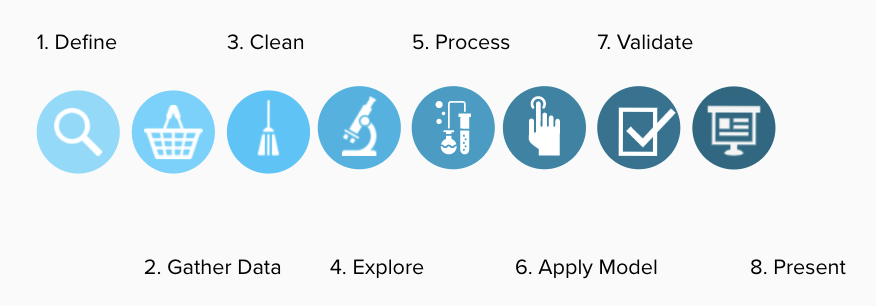 1. Define
2. Gather Data
3. Clean
4. Explore
5. Process
6. Apply Model
7. Validate
8. Present